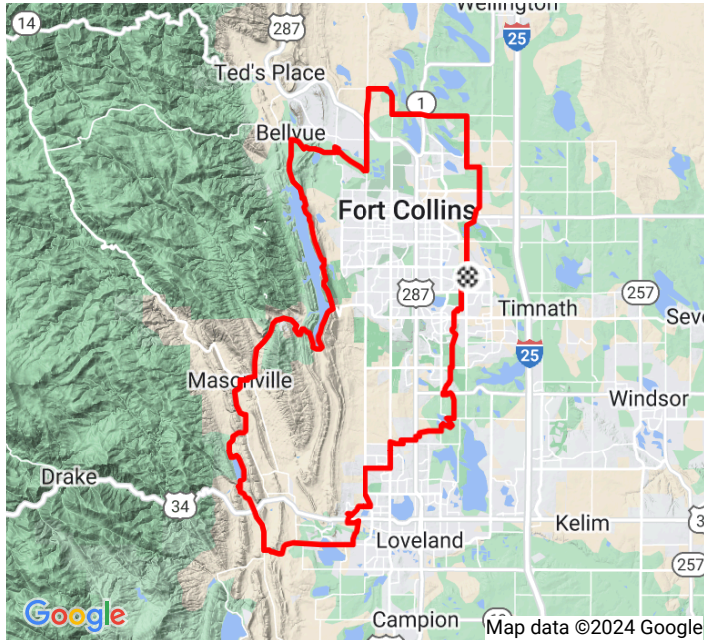 Wellington
14
287
25
Ted's Place
1
Bellvue
Fort Collins
287
Timnath
257
Seve
25
Masonville
Windsor
Drake
34
Kelim
3
Loveland
257
Campion
Google
Map data ©2024 Google